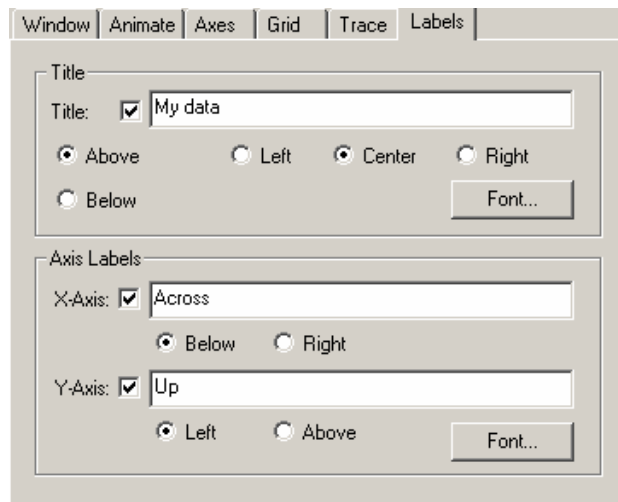 Window Animate Axes Grid Trace Labels
Title
Title: My data
Above Left Center Right
Below Font...
Axis Labels
X-Axis: Across
Below Right
Y-Axis: Up
Left Above Font...